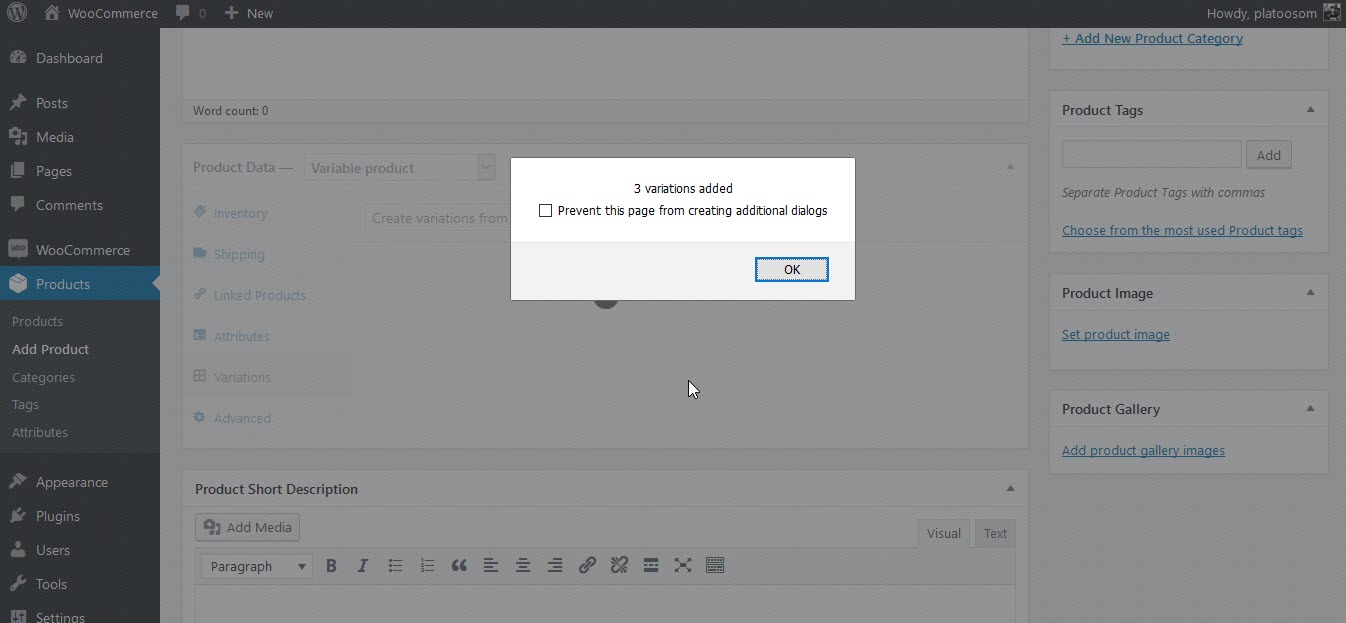 WooCommerce 0 New
Howdy, platoosom
Dashboard
Posts
Media
Pages
Comments
WooCommerce
Products
Products
Add Product
Categories
Tags
Attributes
Appearance
Plugins
Users
Tools
Settings
Word count: 0
Product Data — Variable product
Inventory
Shipping
Linked Products
Attributes
Variations
Advanced
Create variations from
3 variations added
Prevent this page from creating additional dialogs
OK
Product Short Description
Add Media
Visual Text
Paragraph
+ Add New Product Category
Product Tags
Add
Separate Product Tags with commas
Choose from the most used Product tags
Product Image
Set product image
Product Gallery
Add product gallery images